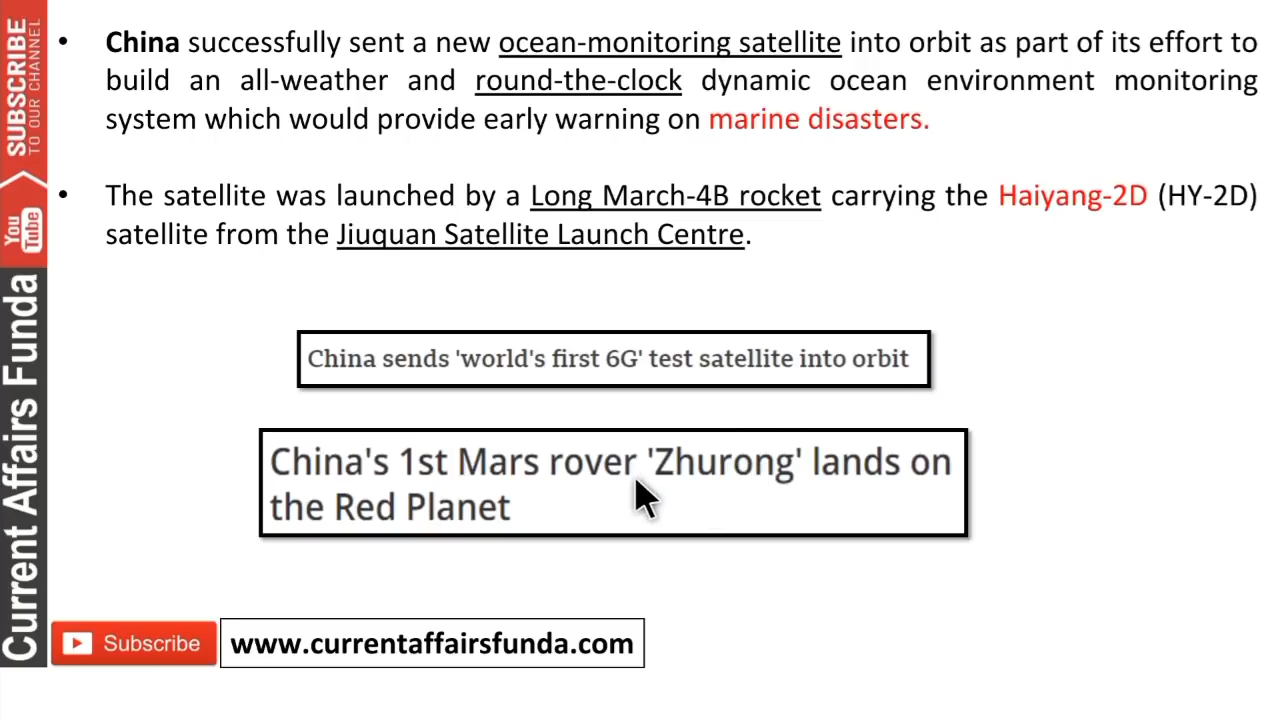 • China successfully sent a new ocean-monitoring satellite into orbit as part of its effort to
build an all-weather and round-the-clock dynamic ocean environment monitoring
system which would provide early warning on marine disasters.
• The satellite was launched by a Long March-4B rocket carrying the Haiyang-2D (HY-2D)
satellite from the Jiuquan Satellite Launch Centre.
China sends 'world's first 6G' test satellite into orbit
China's 1st Mars rover 'Zhurong' lands on
the Red Planet
SUBSCRIBE
TO OUR CHANNEL
You
Tube
Current Affairs Funda
Subscribe
www.currentaffairsfunda.com